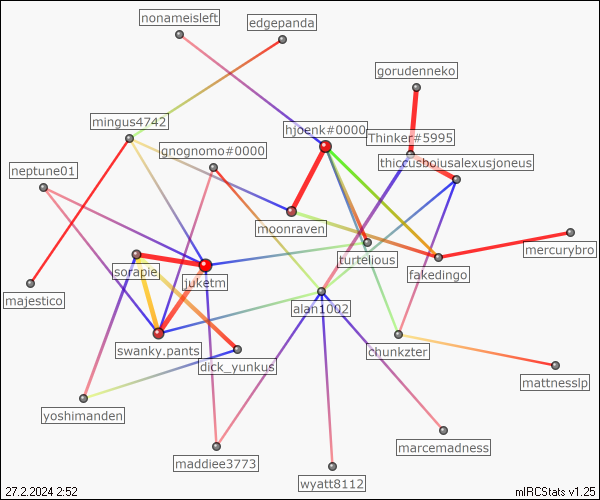 nonameisleft
edgepanda
gorudenneko
mingus4742
hjoenk#0000
Thinker#5995
gnognomo#0000
thiccusboiusalexusjoneus
neptune01
moonraven
mercurybro
turtelious
sorapie
juketm
fakedingo
majestico
alan1002
swanky.pants
chunkzter
dick_yunkus
mattnesslp
yoshimanden
marcemadness
maddiee3773
wyatt8112
27.2.2024 2:52
mIRCStats v1.25